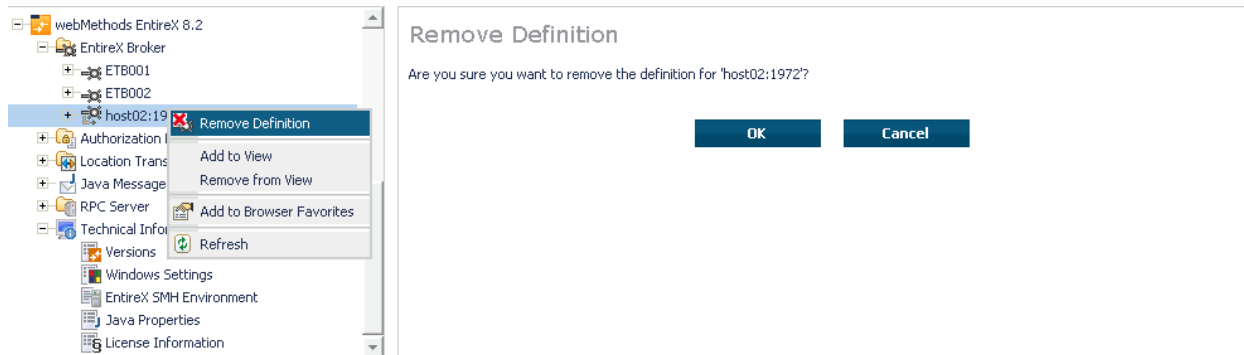 webMethods EntireX 8.2
EntireX Broker
ETB001
ETB002
host02:19
Authorization
Location Trans
Java Message
RPC Server
Technical Infor
Versions
Windows Settings
EntireX SMH Environment
Java Properties
License Information
Remove Definition
Add to View
Remove from View
Add to Browser Favorites
Refresh
Remove Definition
Are you sure you want to remove the definition for 'host02:1972'?
OK Cancel